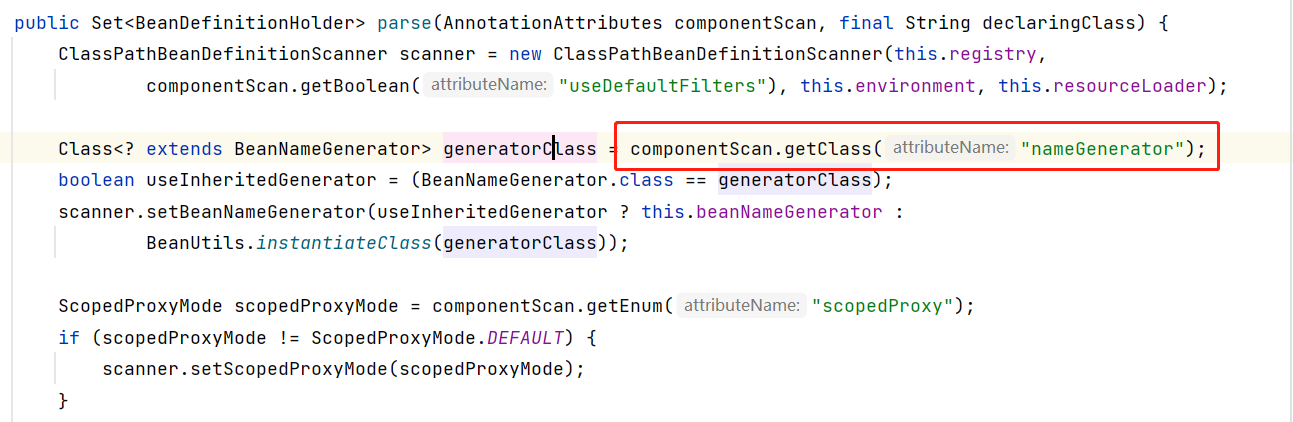 public Set<BeanDefinitionHolder> parse(AnnotationAttributes componentScan, final String declaringClass) {
ClassPathBeanDefinitionScanner scanner = new ClassPathBeanDefinitionScanner(this.registry,
componentScan.getBoolean( attributeName: "useDefaultFilters"), this.environment, this.resourceLoader);
Class<? extends BeanNameGenerator> generatorClass = componentScan.getClass( attributeName: "nameGenerator");
boolean useInheritedGenerator = (BeanNameGenerator.class == generatorClass);
scanner.setBeanNameGenerator(useInheritedGenerator ? this.beanNameGenerator :
BeanUtils.instantiateClass(generatorClass));
ScopedProxyMode scopedProxyMode = componentScan.getEnum( attributeName: "scopedProxy");
if (scopedProxyMode != ScopedProxyMode.DEFAULT) {
scanner.setScopedProxyMode(scopedProxyMode);
}